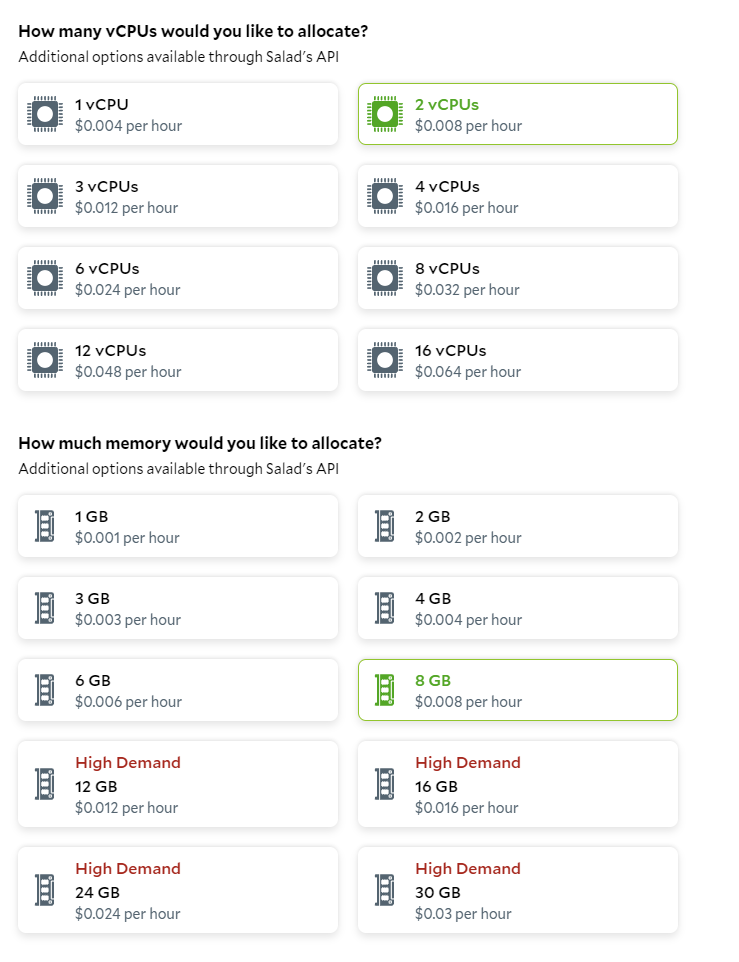 How many vCPUs would you like to allocate?
Additional options available through Salad's API
1 vCPU
$0.004 per hour
2 vCPUs
$0.008 per hour
3 vCPUs
$0.012 per hour
4 vCPUs
$0.016 per hour
6 vCPUs
$0.024 per hour
8 vCPUs
$0.032 per hour
12 vCPUs
$0.048 per hour
16 vCPUs
$0.064 per hour
How much memory would you like to allocate?
Additional options available through Salad's API
1 GB
$0.001 per hour
2 GB
$0.002 per hour
3 GB
$0.003 per hour
4 GB
$0.004 per hour
6 GB
$0.006 per hour
8 GB
$0.008 per hour
High Demand
12 GB
$0.012 per hour
High Demand
16 GB
$0.016 per hour
High Demand
24 GB
$0.024 per hour
High Demand
30 GB
$0.03 per hour